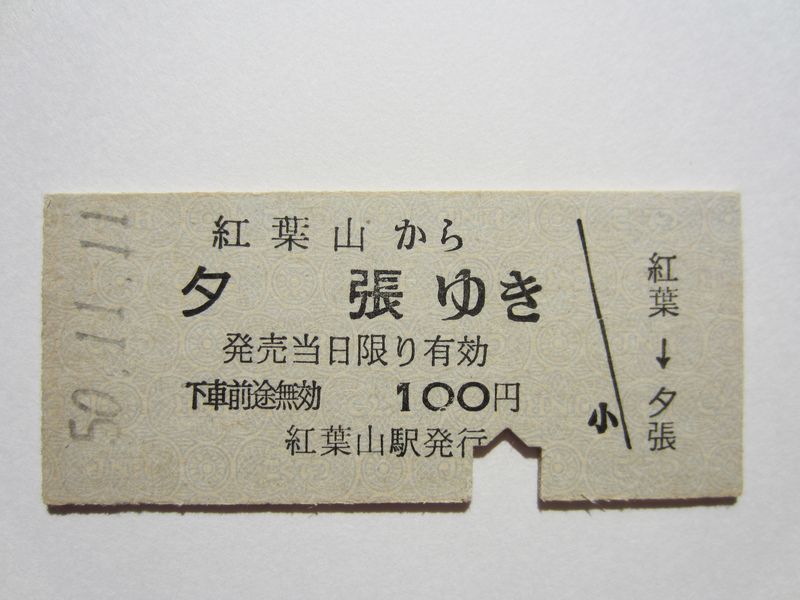 50.11.11
紅葉山から
夕張ゆき
発売当日限り有効
下車前途無効 100円
紅葉山駅発行
小
紅葉→夕張